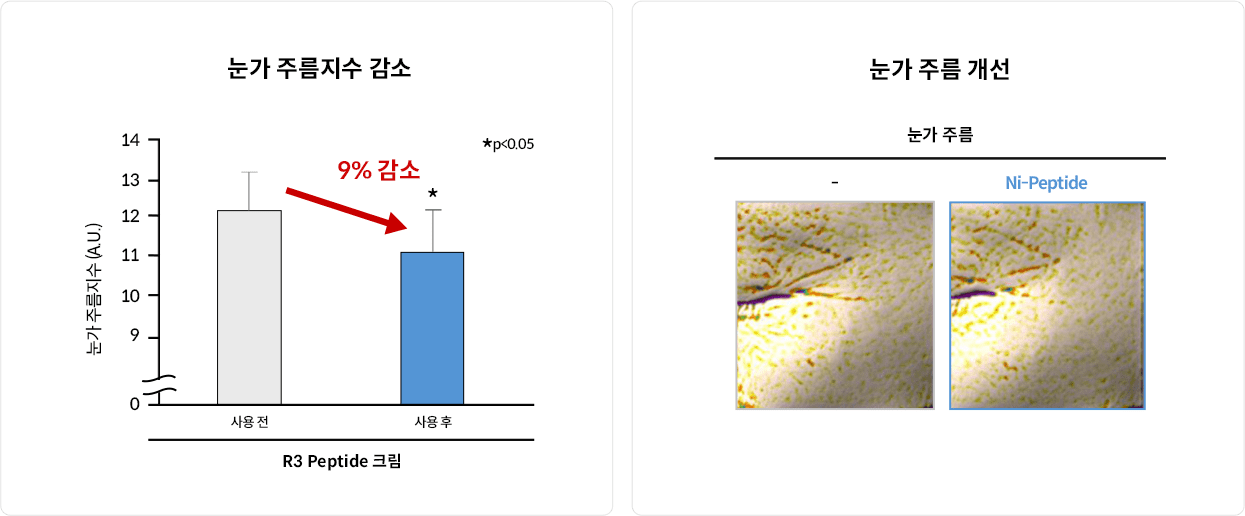 눈가 주름지수 감소
*p<0.05
9% 감소
*
눈가 주름지수 (A.U.)
14
13
12
11
10
9
0
사용 전
사용 후
R3 Peptide 크림
눈가 주름 개선
눈가 주름
-
Ni-Peptide